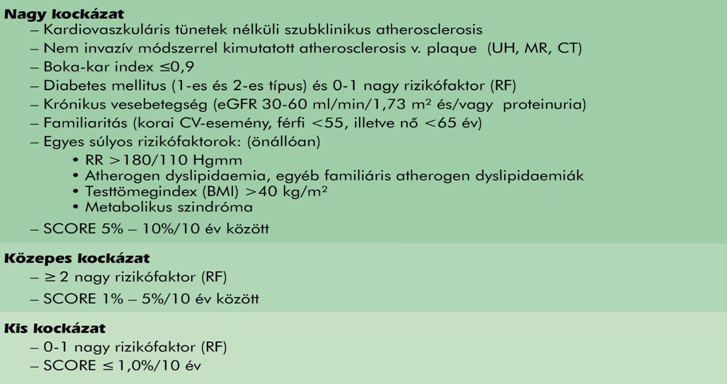 Nagy kockázat
– Kardiovaszkuláris tünetek nélküli szubklinikus atherosclerosis
– Nem invazív módszerrel kimutatott atherosclerosis v. plaque (UH, MR, CT)
– Boka-kar index ≤0,9
– Diabetes mellitus (1-es és 2-es típus) és 0-1 nagy rizikófaktor (RF)
– Krónikus vesebetegség (eGFR 30-60 ml/min/1,73 m² és/vagy proteinuria)
– Familiaritás (korai CV-esemény, férfi <55, illetve nő <65 év)
– Egyes súlyos rizikófaktorok: (önállóan)
• RR >180/110 Hgmm
• Atherogen dyslipidaemia, egyéb familiáris atherogen dyslipidaemiák
• Testtömegindex (BMI) >40 kg/m²
• Metabolikus szindróma
– SCORE 5% – 10%/10 év között
Közepes kockázat
– ≥ 2 nagy rizikófaktor (RF)
– SCORE 1% – 5%/10 év között
Kis kockázat
– 0-1 nagy rizikófaktor (RF)
– SCORE ≤ 1,0%/10 év